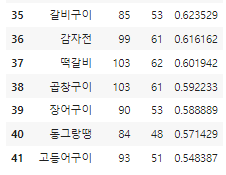 35 갈비구이 85 53 0.623529
36 감자전 99 61 0.616162
37 떡갈비 103 62 0.601942
38 곱창구이 103 61 0.592233
39 장어구이 90 53 0.588889
40 동그랑땡 84 48 0.571429
41 고등어구이 93 51 0.548387